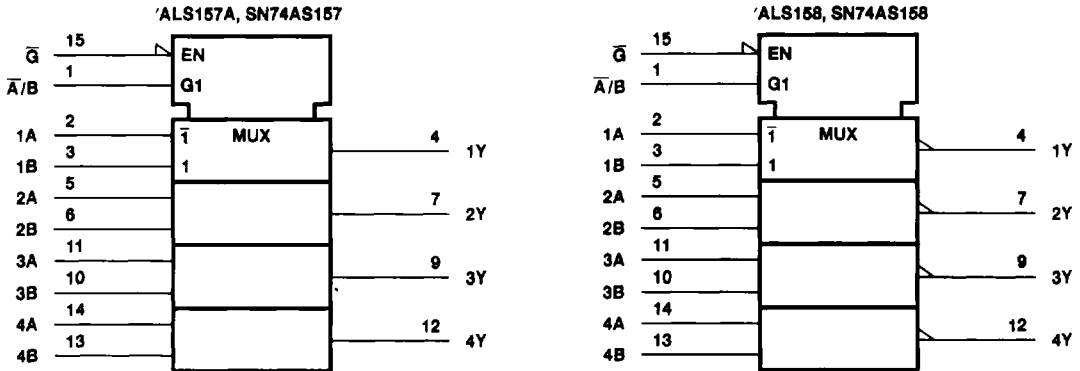 'ALS157A, SN74AS157
G̅ 15 EN
A̅/B 1 G1
MUX
1A 2 1̅
1B 3 1
4 1Y
2A 5
2B 6
7 2Y
3A 11
3B 10
9 3Y
4A 14
4B 13
12 4Y
'ALS158, SN74AS158
G̅ 15 EN
A̅/B 1 G1
MUX
1A 2 1̅
1B 3 1
4 1Y
2A 5
2B 6
7 2Y
3A 11
3B 10
9 3Y
4A 14
4B 13
12 4Y